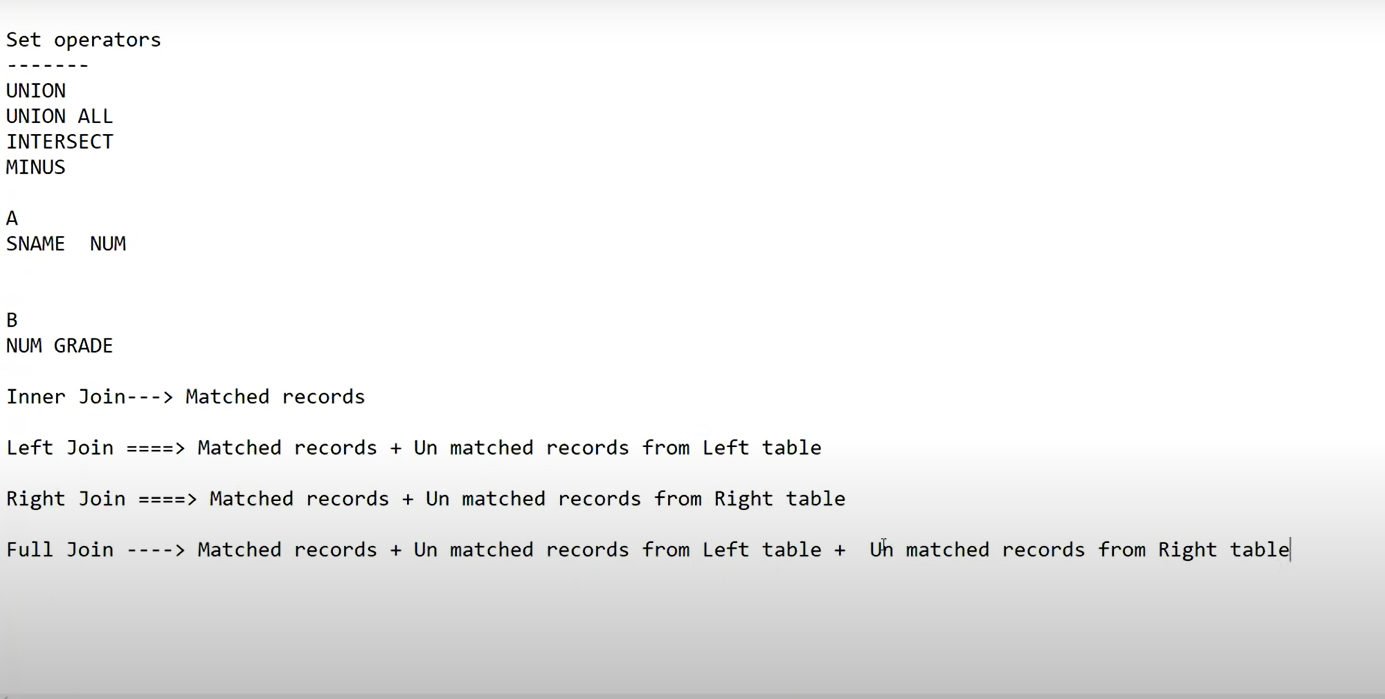 Set operators
-------
UNION
UNION ALL
INTERSECT
MINUS
A
SNAME  NUM
B
NUM GRADE
Inner Join---> Matched records
Left Join ====> Matched records + Un matched records from Left table
Right Join ====> Matched records + Un matched records from Right table
Full Join ----> Matched records + Un matched records from Left table +  Un matched records from Right table